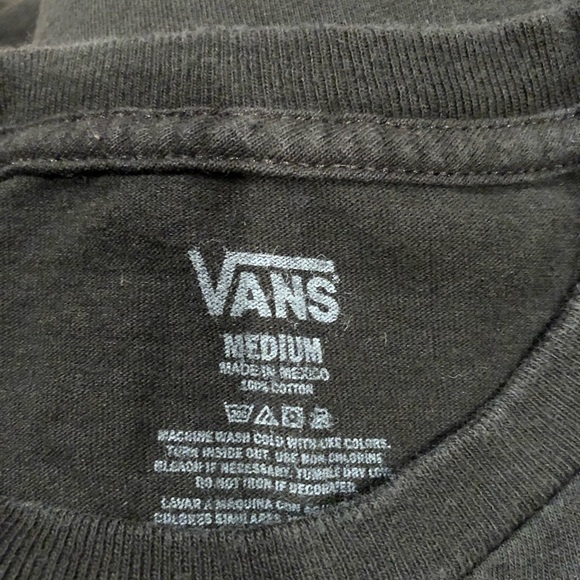 VANS
MEDIUM
MADE IN MEXICO
100% COTTON
MACHINE WASH COLD WITH LIKE COLORS.
TURN INSIDE OUT. USE NON CHLORINE
BLEACH IF NECESSARY. TUMBLE DRY LOW
DO NOT IRON IF DECORATED.
LAVAR A MAQUINA CON
COLORES SIMILARES.